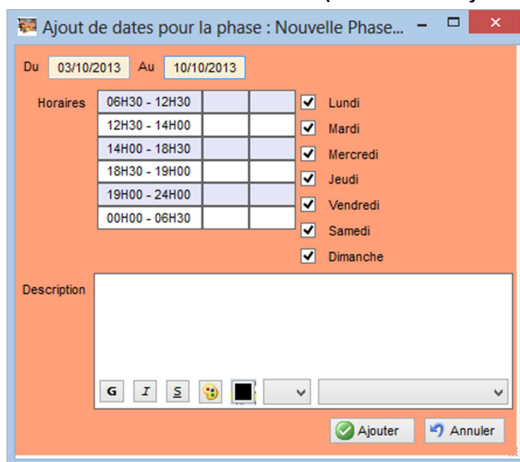 Ajout de dates pour la phase : Nouvelle Phase...
Du 03/10/2013 Au 10/10/2013
Horaires 06H30 - 12H30 Lundi
12H30 - 14H00 Mardi
14H00 - 18H30 Mercredi
18H30 - 19H00 Jeudi
19H00 - 24H00 Vendredi
00H00 - 06H30 Samedi
Dimanche
Description
G I S
Ajouter Annuler